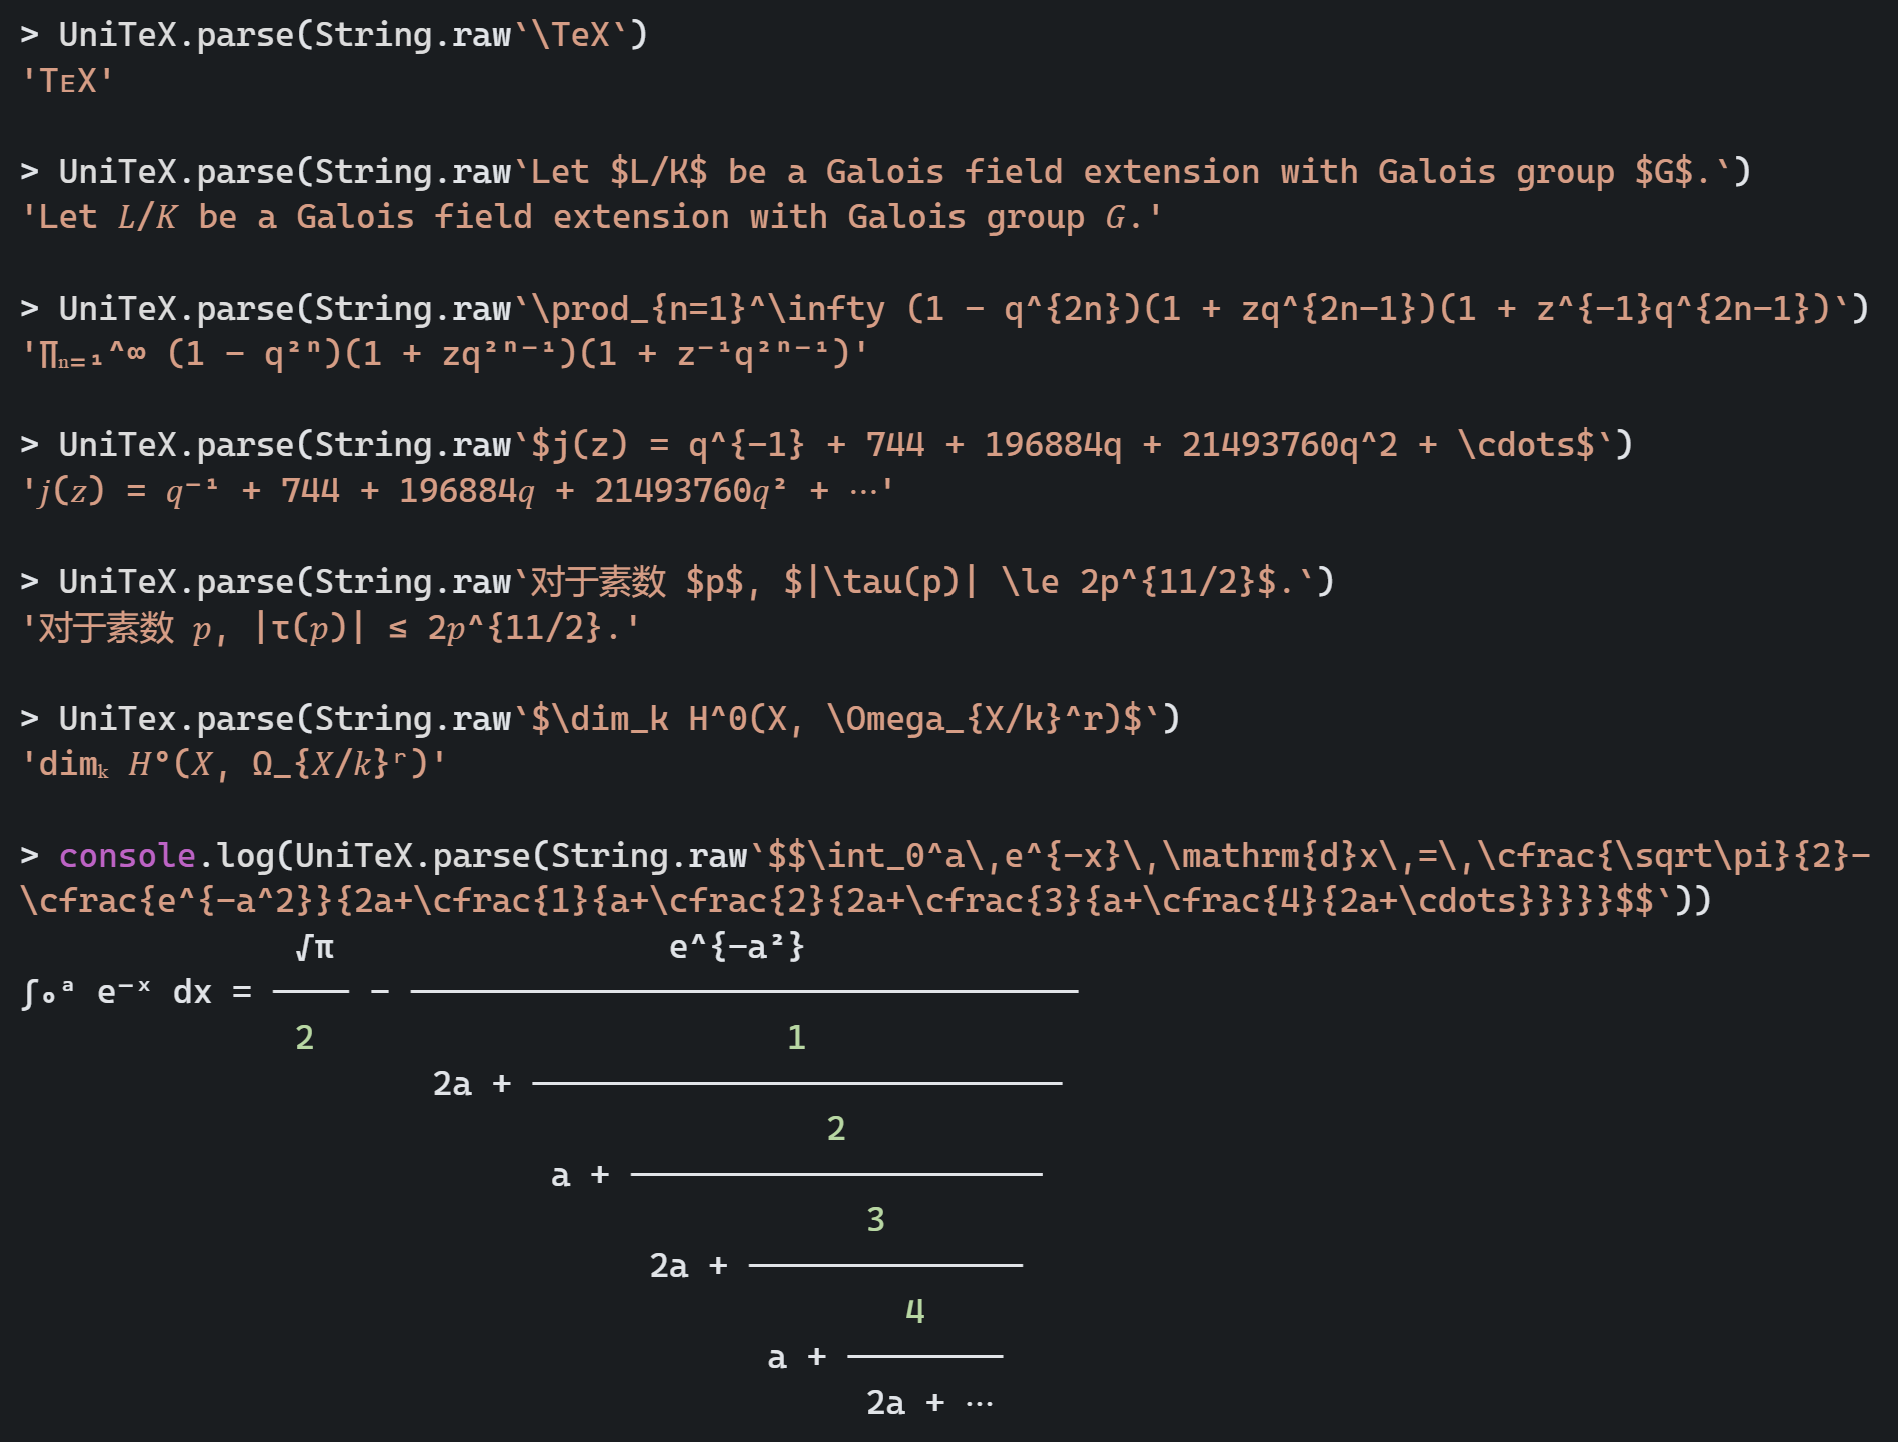 > UniTeX.parse(String.raw`\TeX`)
'TᴇX'
> UniTeX.parse(String.raw`Let $L/K$ be a Galois field extension with Galois group $G$.`)
'Let 𝐿/𝐾 be a Galois field extension with Galois group 𝐺.'
> UniTeX.parse(String.raw`\prod_{n=1}^\infty (1 - q^{2n})(1 + zq^{2n-1})(1 + z^{-1}q^{2n-1})`)
'∏ₙ₌₁^∞ (1 - q²ⁿ)(1 + zq²ⁿ⁻¹)(1 + z⁻¹q²ⁿ⁻¹)'
> UniTeX.parse(String.raw`$j(z) = q^{-1} + 744 + 196884q + 21493760q^2 + \cdots$`)
'𝑗(𝑧) = 𝑞⁻¹ + 744 + 196884𝑞 + 21493760𝑞² + ⋯'
> UniTeX.parse(String.raw`对于素数 $p$, $|\tau(p)| \le 2p^{11/2}$.`)
'对于素数 𝑝, |τ(𝑝)| ≤ 2𝑝^{11/2}.'
> UniTex.parse(String.raw`$\dim_k H^0(X, \Omega_{X/k}^r)$`)
'dimₖ 𝐻⁰(𝑋, Ω_{𝑋/𝑘}ʳ)'
> console.log(UniTeX.parse(String.raw`$$\int_0^a\,e^{-x}\,\mathrm{d}x\,=\,\cfrac{\sqrt\pi}{2}-
\cfrac{e^{-a^2}}{2a+\cfrac{1}{a+\cfrac{2}{2a+\cfrac{3}{a+\cfrac{4}{2a+\cdots}}}}}$$`))
√π e^{-a²}
∫₀ᵃ e⁻ˣ dx = ──── - ──────────────────────────────────
2 1
2a + ───────────────────────────
2
a + ─────────────────────
3
2a + ──────────────
4
a + ────────
2a + ⋯